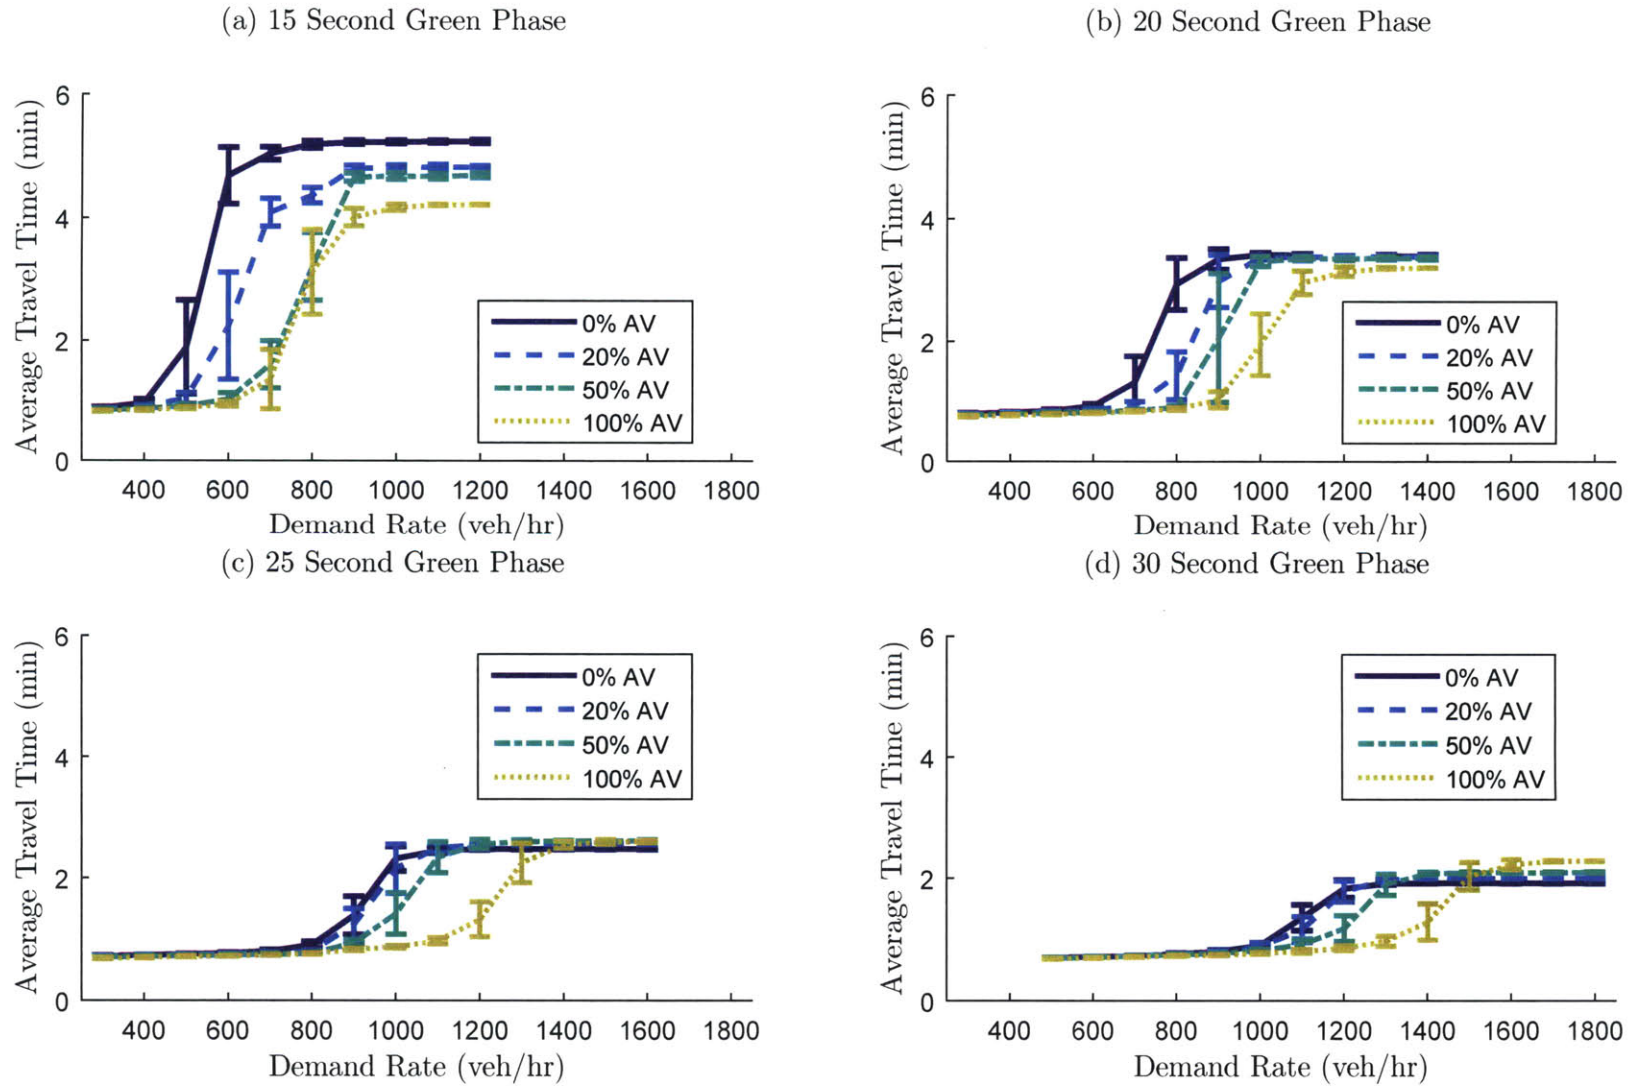 (a) 15 Second Green Phase
Average Travel Time (min)
6
4
2
0
400 600 800 1000 1200 1400 1600 1800
Demand Rate (veh/hr)
0% AV
20% AV
50% AV
100% AV
(b) 20 Second Green Phase
Average Travel Time (min)
6
4
2
0
400 600 800 1000 1200 1400 1600 1800
Demand Rate (veh/hr)
0% AV
20% AV
50% AV
100% AV
(c) 25 Second Green Phase
Average Travel Time (min)
6
4
2
0
400 600 800 1000 1200 1400 1600 1800
Demand Rate (veh/hr)
0% AV
20% AV
50% AV
100% AV
(d) 30 Second Green Phase
Average Travel Time (min)
6
4
2
0
400 600 800 1000 1200 1400 1600 1800
Demand Rate (veh/hr)
0% AV
20% AV
50% AV
100% AV